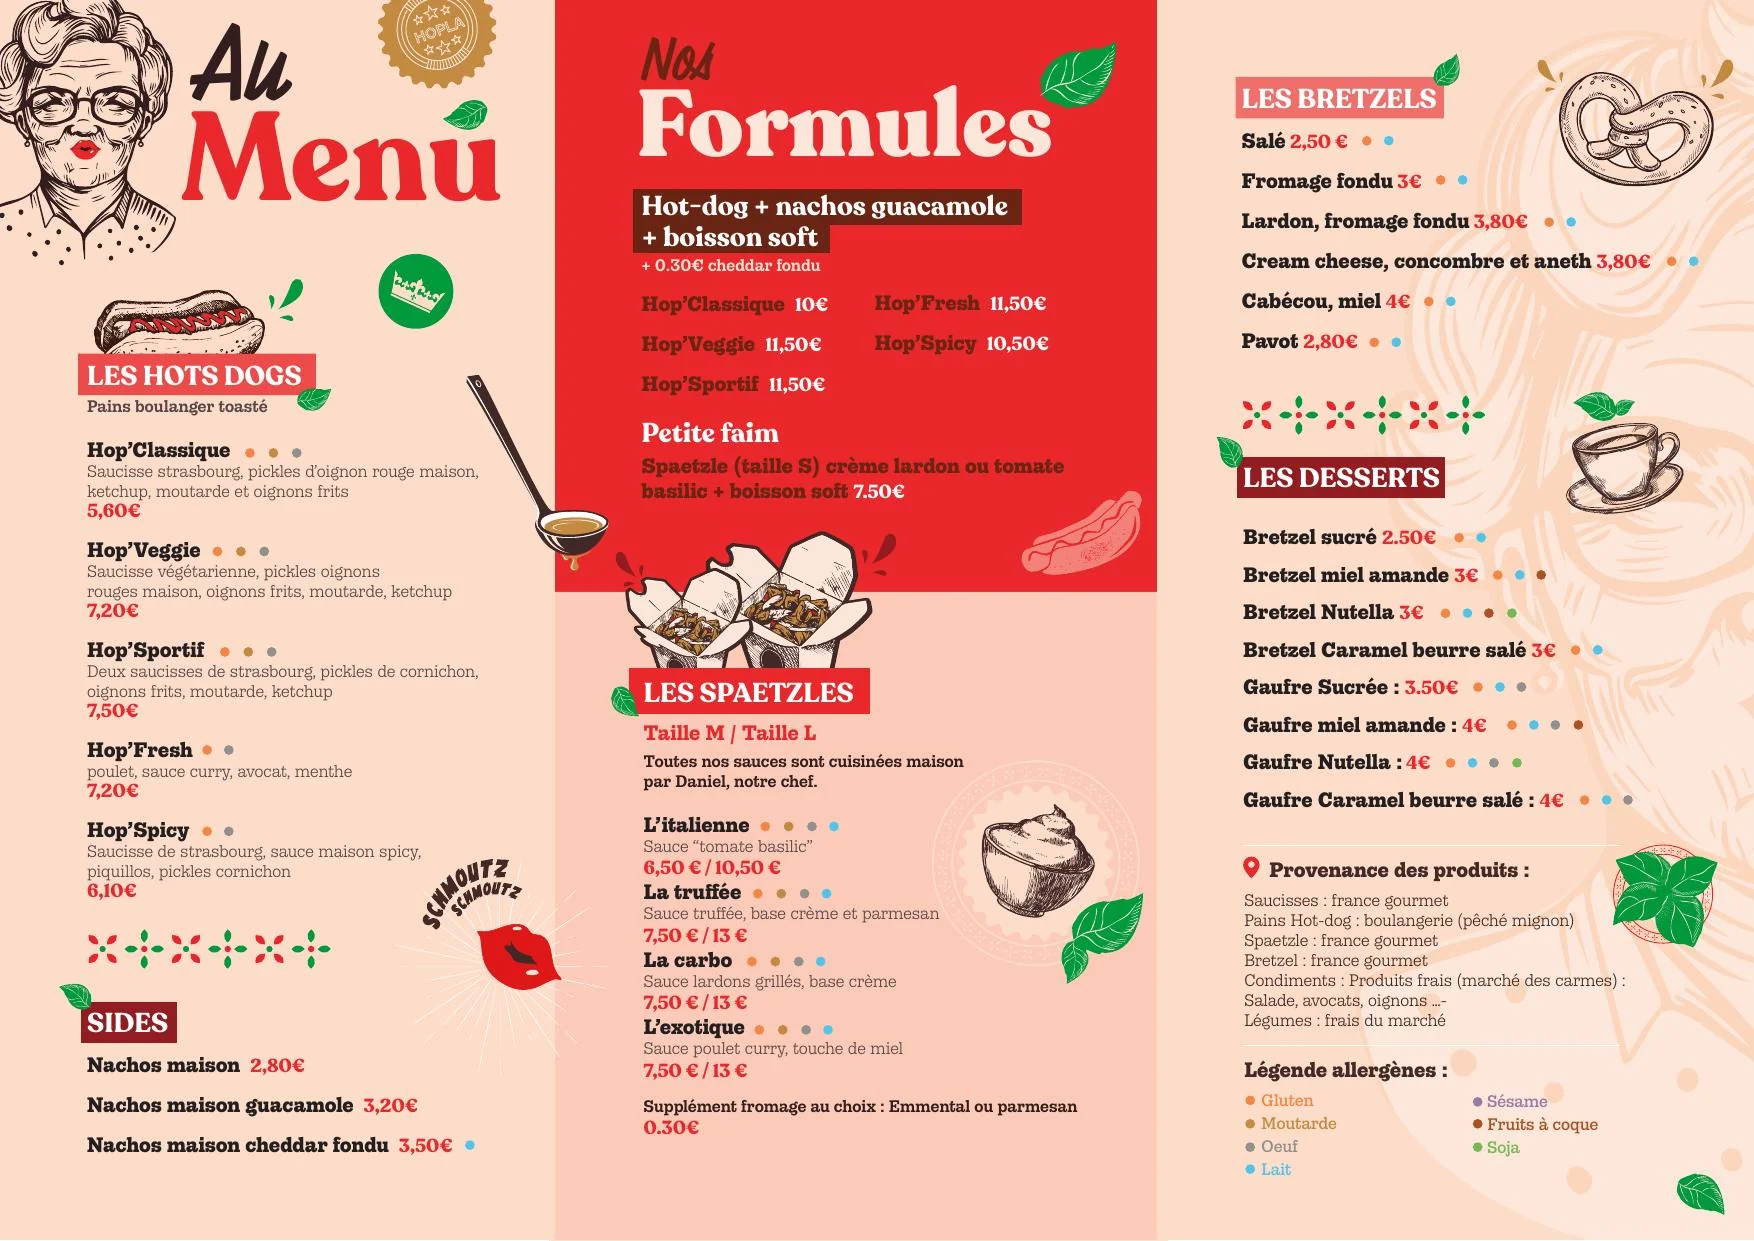 Au
Menu
HOPLA
LES HOTS DOGS
Pains boulanger toasté
Hop'Classique
Saucisse strasbourg, pickles d'oignon rouge maison,
ketchup, moutarde et oignons frits
5,60€
Hop'Veggie
Saucisse végétarienne, pickles oignons
rouges maison, oignons frits, moutarde, ketchup
7,20€
Hop'Sportif
Deux saucisses de strasbourg, pickles de cornichon,
oignons frits, moutarde, ketchup
7,50€
Hop'Fresh
poulet, sauce curry, avocat, menthe
7,20€
Hop'Spicy
Saucisse de strasbourg, sauce maison spicy,
piquillos, pickles cornichon
6,10€
SCHMOUTZ
SCHMOUTZ
SIDES
Nachos maison 2,80€
Nachos maison guacamole 3,20€
Nachos maison cheddar fondu 3,50€
Nos
Formules
Hot-dog + nachos guacamole
+ boisson soft
+ 0.30€ cheddar fondu
Hop'Classique 10€ Hop'Fresh 11,50€
Hop'Veggie 11,50€ Hop'Spicy 10,50€
Hop'Sportif 11,50€
Petite faim
Spaetzle (taille S) crème lardon ou tomate
basilic + boisson soft 7.50€
LES SPAETZLES
Taille M / Taille L
Toutes nos sauces sont cuisinées maison
par Daniel, notre chef.
L'italienne
Sauce “tomate basilic”
6,50 € / 10,50 €
La truffée
Sauce truffée, base crème et parmesan
7,50 € / 13 €
La carbo
Sauce lardons grillés, base crème
7,50 € / 13 €
L'exotique
Sauce poulet curry, touche de miel
7,50 € / 13 €
Supplément fromage au choix : Emmental ou parmesan
0.30€
LES BRETZELS
Salé 2,50 €
Fromage fondu 3€
Lardon, fromage fondu 3,80€
Cream cheese, concombre et aneth 3,80€
Cabécou, miel 4€
Pavot 2,80€
LES DESSERTS
Bretzel sucré 2.50€
Bretzel miel amande 3€
Bretzel Nutella 3€
Bretzel Caramel beurre salé 3€
Gaufre Sucrée : 3.50€
Gaufre miel amande : 4€
Gaufre Nutella : 4€
Gaufre Caramel beurre salé : 4€
Provenance des produits :
Saucisses : france gourmet
Pains Hot-dog : boulangerie (pêché mignon)
Spaetzle : france gourmet
Bretzel : france gourmet
Condiments : Produits frais (marché des carmes) :
Salade, avocats, oignons ...-
Légumes : frais du marché
Légende allergènes :
Gluten
Moutarde
Oeuf
Lait
Sésame
Fruits à coque
Soja